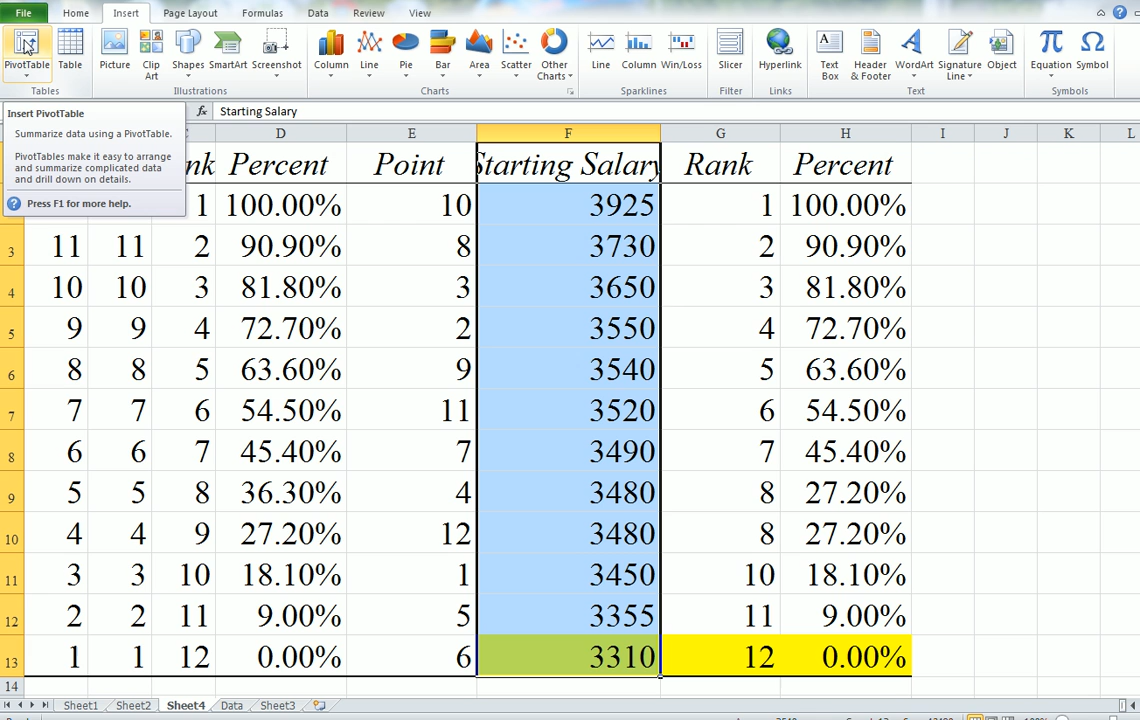 File Home Insert Page Layout Formulas Data Review View
PivotTable Table Picture Clip Art Shapes SmartArt Screenshot Column Line Pie Bar Area Scatter Other Charts Line Column Win/Loss Slicer Hyperlink Text Box Header & Footer WordArt Signature Line Object Equation Symbol
Tables Illustrations Charts Sparklines Filter Links Text Symbols
fx Starting Salary
Insert PivotTable
Summarize data using a PivotTable.
PivotTables make it easy to arrange
and summarize complicated data
and drill down on details.
Press F1 for more help.
D E F G H I J K L
nk Percent Point Starting Salary Rank Percent
1 100.00% 10 3925 1 100.00%
3 11 11 2 90.90% 8 3730 2 90.90%
4 10 10 3 81.80% 3 3650 3 81.80%
5 9 9 4 72.70% 2 3550 4 72.70%
6 8 8 5 63.60% 9 3540 5 63.60%
7 7 7 6 54.50% 11 3520 6 54.50%
8 6 6 7 45.40% 7 3490 7 45.40%
9 5 5 8 36.30% 4 3480 8 27.20%
10 4 4 9 27.20% 12 3480 8 27.20%
11 3 3 10 18.10% 1 3450 10 18.10%
12 2 2 11 9.00% 5 3355 11 9.00%
13 1 1 12 0.00% 6 3310 12 0.00%
14
Sheet1 Sheet2 Sheet4 Data Sheet3